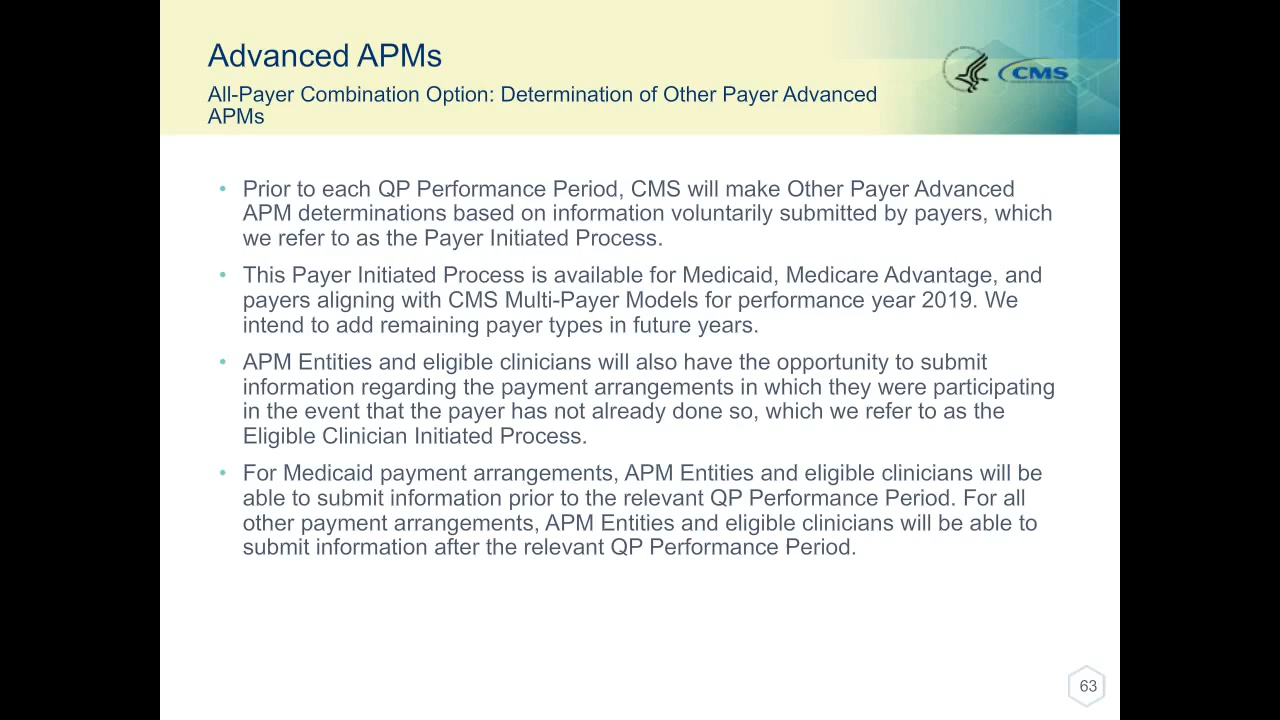 Advanced APMs
All-Payer Combination Option: Determination of Other Payer Advanced
APMs
CMS
• Prior to each QP Performance Period, CMS will make Other Payer Advanced
APM determinations based on information voluntarily submitted by payers, which
we refer to as the Payer Initiated Process.
• This Payer Initiated Process is available for Medicaid, Medicare Advantage, and
payers aligning with CMS Multi-Payer Models for performance year 2019. We
intend to add remaining payer types in future years.
• APM Entities and eligible clinicians will also have the opportunity to submit
information regarding the payment arrangements in which they were participating
in the event that the payer has not already done so, which we refer to as the
Eligible Clinician Initiated Process.
• For Medicaid payment arrangements, APM Entities and eligible clinicians will be
able to submit information prior to the relevant QP Performance Period. For all
other payment arrangements, APM Entities and eligible clinicians will be able to
submit information after the relevant QP Performance Period.
63